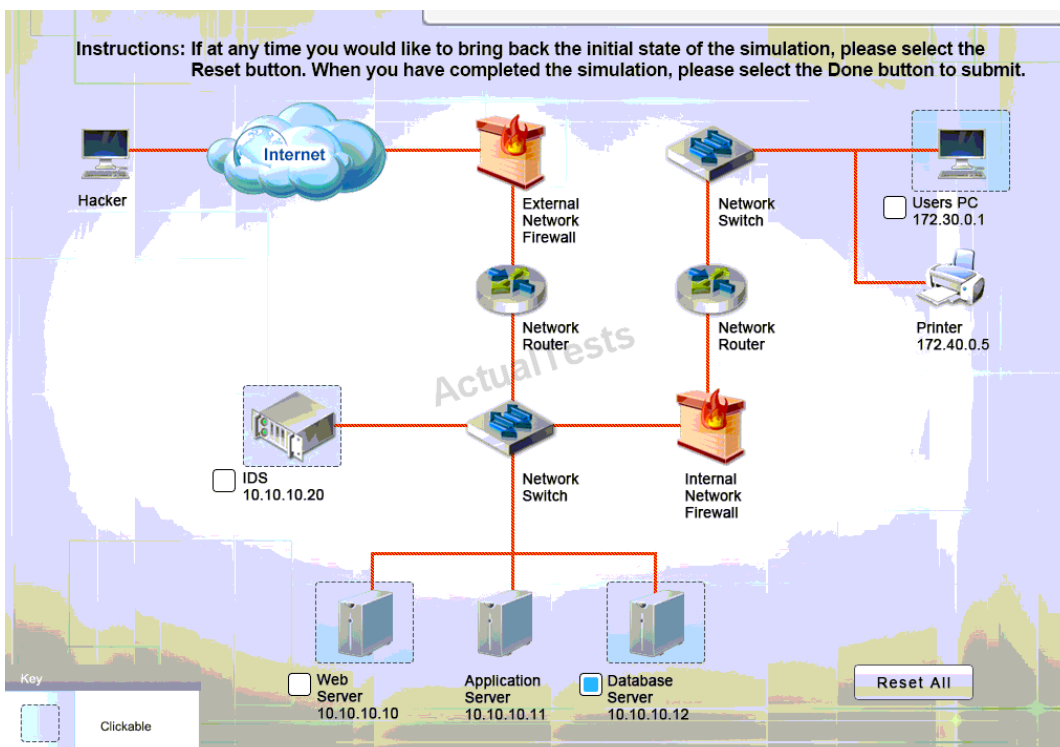 Instructions: If at any time you would like to bring back the initial state of the simulation, please select the
Reset button. When you have completed the simulation, please select the Done button to submit.
Internet
Hacker
External
Network
Firewall
Network
Switch
Users PC
172.30.0.1
Network
Router
Network
Router
Printer
172.40.0.5
ActualTests
IDS
10.10.10.20
Network
Switch
Internal
Network
Firewall
Web
Server
10.10.10.10
Application
Server
10.10.10.11
Database
Server
10.10.10.12
Reset All
Key
Clickable